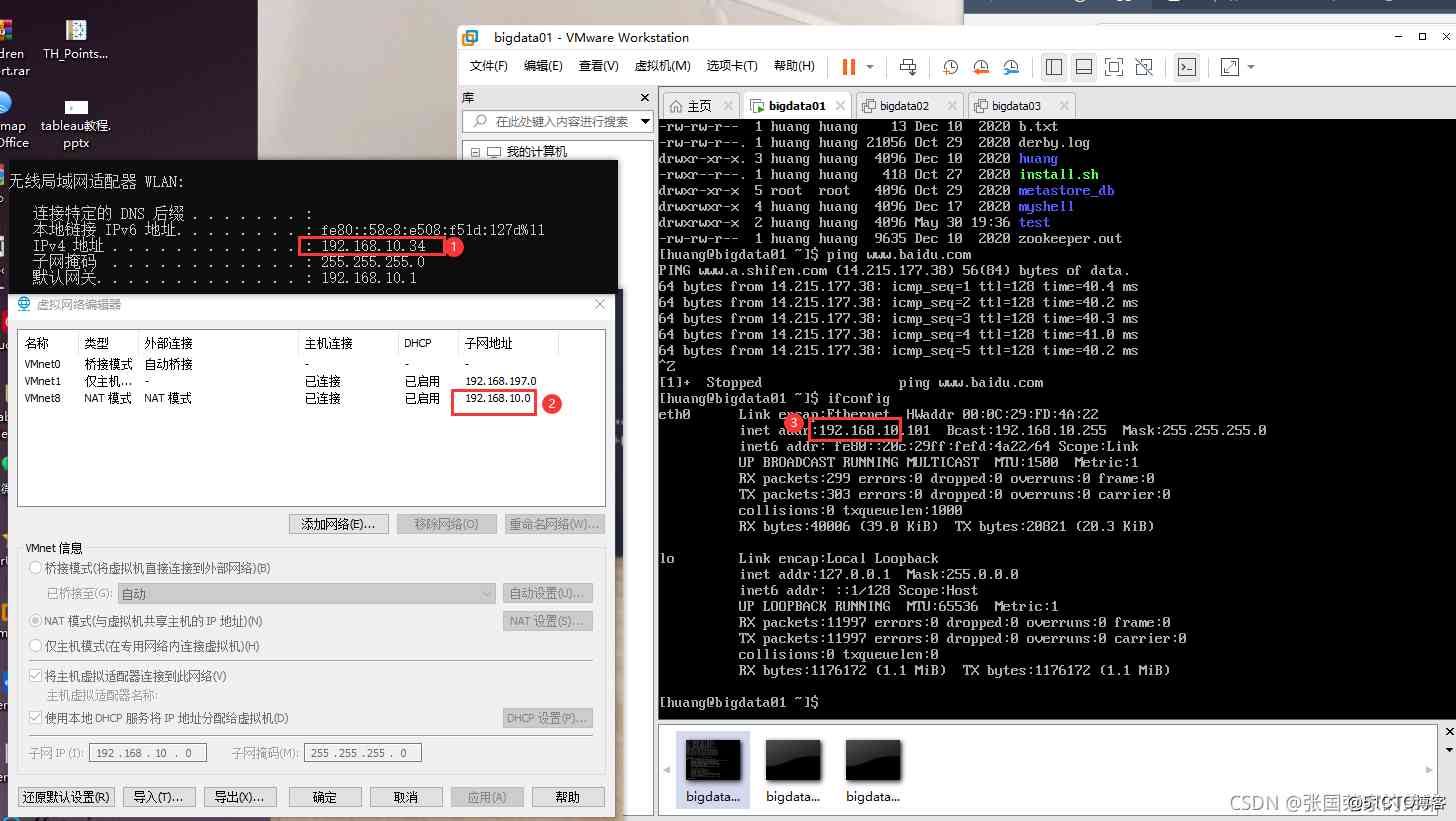 TH_Points...
dren
ert.rar
map
Office
tableau教程.
pptx
bigdata01 - VMware Workstation
文件(F) 编辑(E) 查看(V) 虚拟机(M) 选项卡(T) 帮助(H)
库
在此处键入内容进行搜索
我的计算机
主页 bigdata01 bigdata02 bigdata03
-rw-rw-r--  1 huang huang    13 Dec 10  2020 b.txt
-rw-rw-r--. 1 huang huang 21056 Oct 29  2020 derby.log
drwxr-xr-x. 3 huang huang  4096 Dec 10  2020 huang
-rwxr--r--. 1 huang huang   418 Oct 27  2020 install.sh
drwxrwxr-x  5 root  root   4096 Oct 29  2020 metastore_db
drwxrwxr-x  4 huang huang  4096 Dec 17  2020 myshell
drwxrwxr-x  2 huang huang  4096 May 30 19:36 test
-rw-rw-r--  1 huang huang  9635 Dec 10  2020 zookeeper.out
[huang@bigdata01 ~]$ ping www.baidu.com
PING www.a.shifen.com (14.215.177.38) 56(84) bytes of data.
64 bytes from 14.215.177.38: icmp_seq=1 ttl=128 time=40.4 ms
64 bytes from 14.215.177.38: icmp_seq=2 ttl=128 time=40.2 ms
64 bytes from 14.215.177.38: icmp_seq=3 ttl=128 time=40.3 ms
64 bytes from 14.215.177.38: icmp_seq=4 ttl=128 time=41.0 ms
64 bytes from 14.215.177.38: icmp_seq=5 ttl=128 time=40.2 ms
^Z
[1]+  Stopped                 ping www.baidu.com
[huang@bigdata01 ~]$ ifconfig
eth0      Link encap:Ethernet  HWaddr 00:0C:29:FD:4A:22
3
inet addr:192.168.10.101  Bcast:192.168.10.255  Mask:255.255.255.0
inet6 addr: fe80::20c:29ff:fefd:4a22/64 Scope:Link
UP BROADCAST RUNNING MULTICAST  MTU:1500  Metric:1
RX packets:299 errors:0 dropped:0 overruns:0 frame:0
TX packets:303 errors:0 dropped:0 overruns:0 carrier:0
collisions:0 txqueuelen:1000
RX bytes:40006 (39.0 KiB)  TX bytes:20821 (20.3 KiB)
lo        Link encap:Local Loopback
inet addr:127.0.0.1  Mask:255.0.0.0
inet6 addr: ::1/128 Scope:Host
UP LOOPBACK RUNNING  MTU:65536  Metric:1
RX packets:11997 errors:0 dropped:0 overruns:0 frame:0
TX packets:11997 errors:0 dropped:0 overruns:0 carrier:0
collisions:0 txqueuelen:0
RX bytes:1176172 (1.1 MiB)  TX bytes:1176172 (1.1 MiB)
[huang@bigdata01 ~]$
bigdata... bigdata... bigdata...
无线局域网适配器 WLAN:
连接特定的 DNS 后缀 . . . . . . . :
本地链接 IPv6 地址. . . . . . . . : fe80::58c8:e508:f51d:127d%11
IPv4 地址 . . . . . . . . . . . . : 192.168.10.34 1
子网掩码 . . . . . . . . . . . . : 255.255.255.0
默认网关. . . . . . . . . . . . . : 192.168.10.1
虚拟网络编辑器
名称 类型 外部连接 主机连接 DHCP 子网地址
VMnet0 桥接模式 自动桥接 - - -
VMnet1 仅主机... - 已连接 已启用 192.168.197.0
VMnet8 NAT 模式 NAT 模式 已连接 已启用 192.168.10.0 2
添加网络(E)... 移除网络(O) 重命名网络(W)...
VMnet 信息
桥接模式(将虚拟机直接连接到外部网络)(B)
已桥接至(G): 自动 自动设置(U)...
NAT 模式(与虚拟机共享主机的 IP 地址)(N) NAT 设置(S)...
仅主机模式(在专用网络内连接虚拟机)(H)
将主机虚拟适配器连接到此网络(V)
主机虚拟适配器名称:
使用本地 DHCP 服务将 IP 地址分配给虚拟机(D) DHCP 设置(P)...
子网 IP (I): 192 . 168 . 10 . 0 子网掩码(M): 255 . 255 . 255 . 0
还原默认设置(R) 导入(T)... 导出(X)... 确定 取消 应用(A) 帮助
CSDN @张国
@51CTO博客